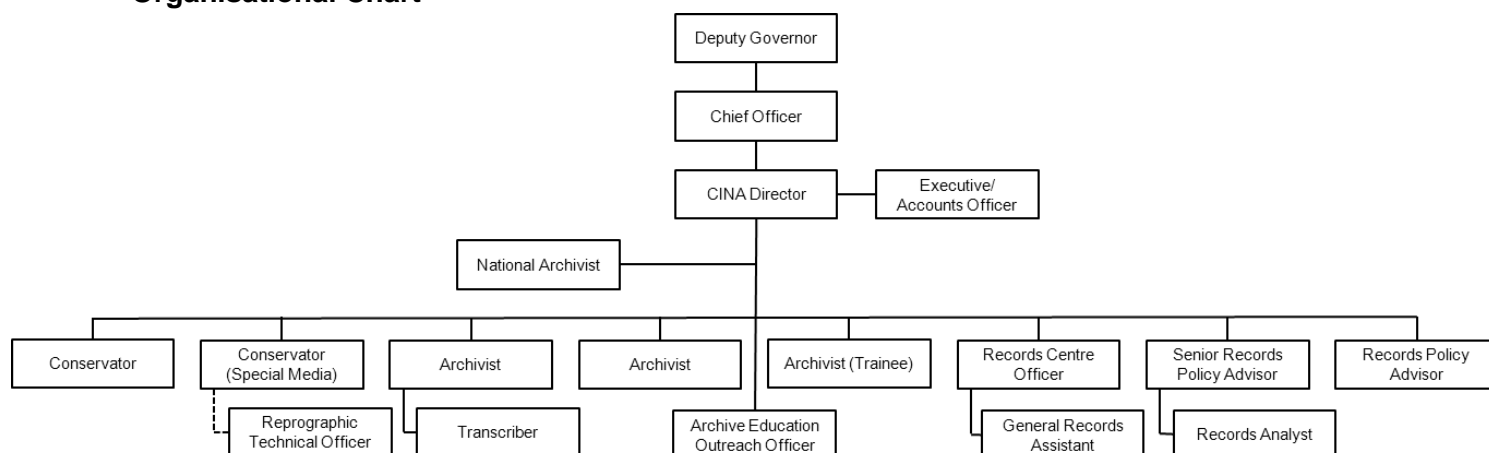 Organisational Chart
Deputy Governor
Chief Officer
CINA Director
Executive/
Accounts Officer
National Archivist
Conservator
Conservator
(Special Media)
Archivist
Archivist
Archivist (Trainee)
Records Centre
Officer
Senior Records
Policy Advisor
Records Policy
Advisor
Reprographic
Technical Officer
Transcriber
Archive Education
Outreach Officer
General Records
Assistant
Records Analyst